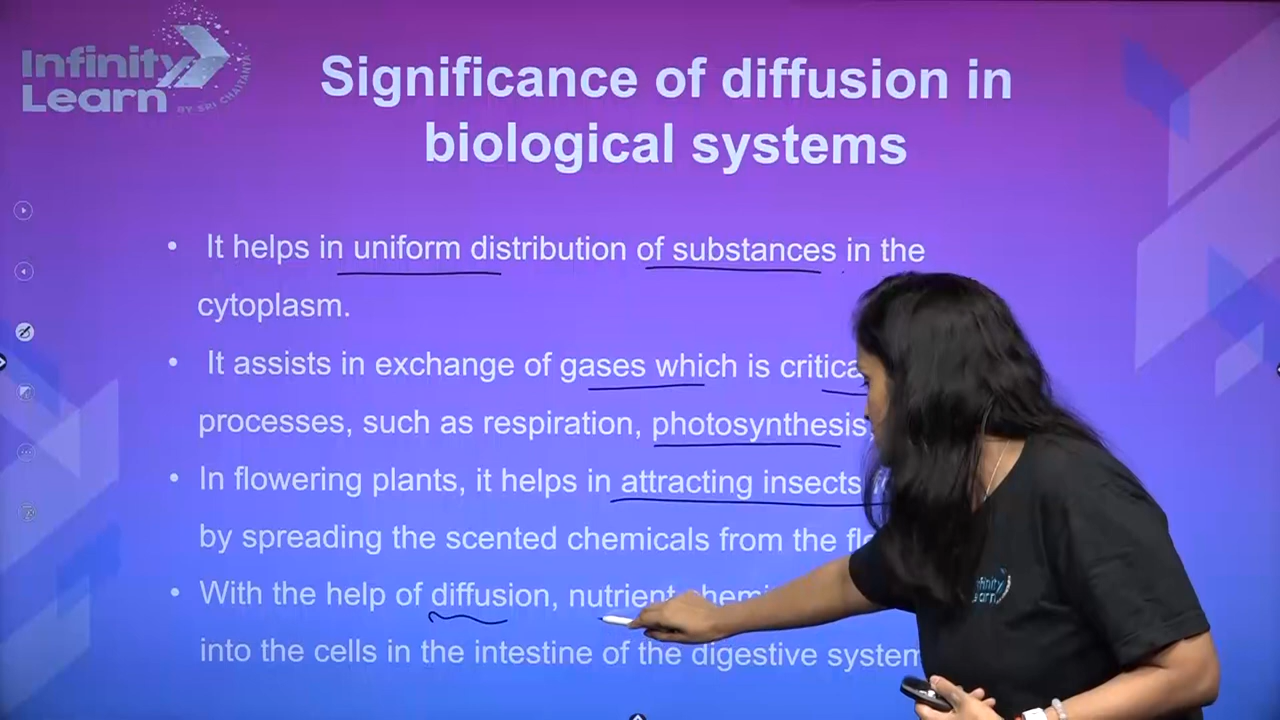 Infinity
Learn
BY SRI CHAITANYA
Significance of diffusion in
biological systems
• It helps in uniform distribution of substances in the
cytoplasm.
• It assists in exchange of gases which is
processes, such as respiration, photosynthesis,
• In flowering plants, it helps in attracting insects
by spreading the scented chemicals from the
• With the help of diffusion, nutrient
into the cells in the intestine of the digestive system
Infinity
Learn